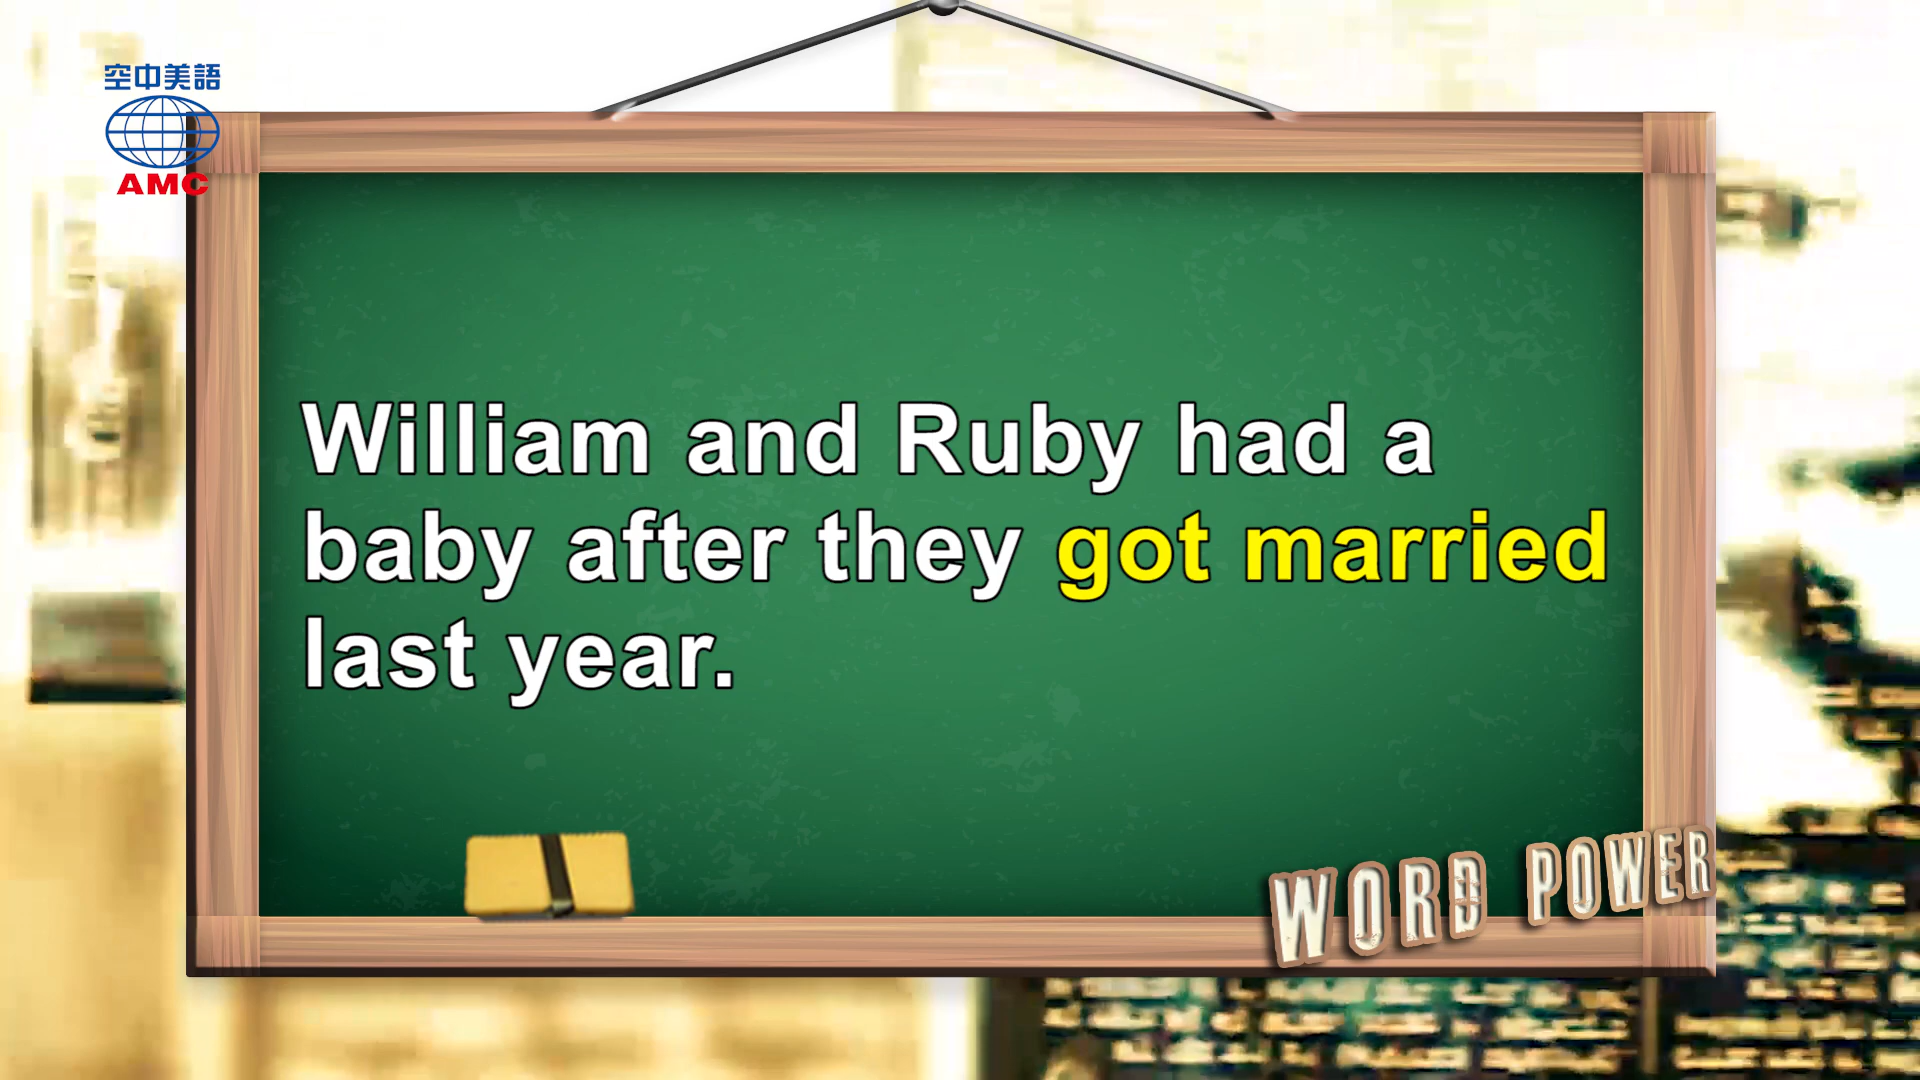 空中美語
AMC
William and Ruby had a
baby after they got married
last year.
WORD POWER